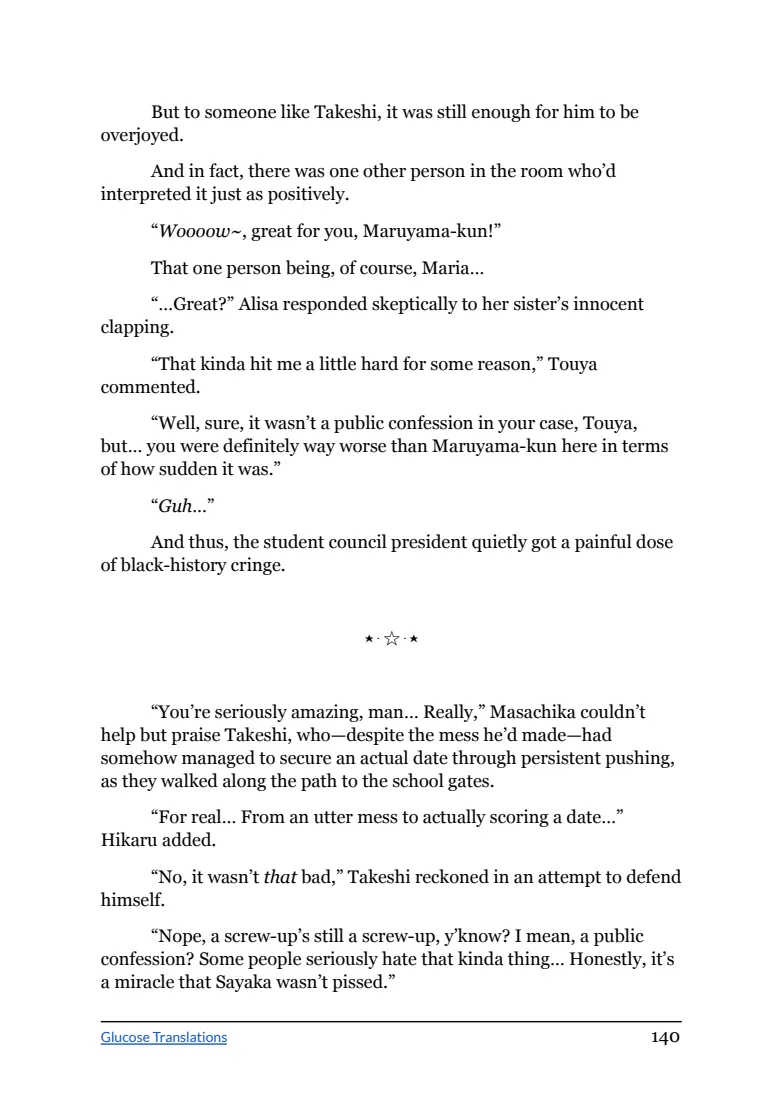 But to someone like Takeshi, it was still enough for him to be
overjoyed.
And in fact, there was one other person in the room who’d
interpreted it just as positively.
“Woooow~, great for you, Maruyama-kun!”
That one person being, of course, Maria…
“…Great?” Alisa responded skeptically to her sister’s innocent
clapping.
“That kinda hit me a little hard for some reason,” Touya
commented.
“Well, sure, it wasn’t a public confession in your case, Touya,
but… you were definitely way worse than Maruyama-kun here in terms
of how sudden it was.”
“Guh…”
And thus, the student council president quietly got a painful dose
of black-history cringe.
⋆·☆·⋆
“You’re seriously amazing, man… Really,” Masachika couldn’t
help but praise Takeshi, who—despite the mess he’d made—had
somehow managed to secure an actual date through persistent pushing,
as they walked along the path to the school gates.
“For real… From an utter mess to actually scoring a date…”
Hikaru added.
“No, it wasn’t that bad,” Takeshi reckoned in an attempt to defend
himself.
“Nope, a screw-up’s still a screw-up, y’know? I mean, a public
confession? Some people seriously hate that kinda thing… Honestly, it’s
a miracle that Sayaka wasn’t pissed.”
Glucose Translations 140